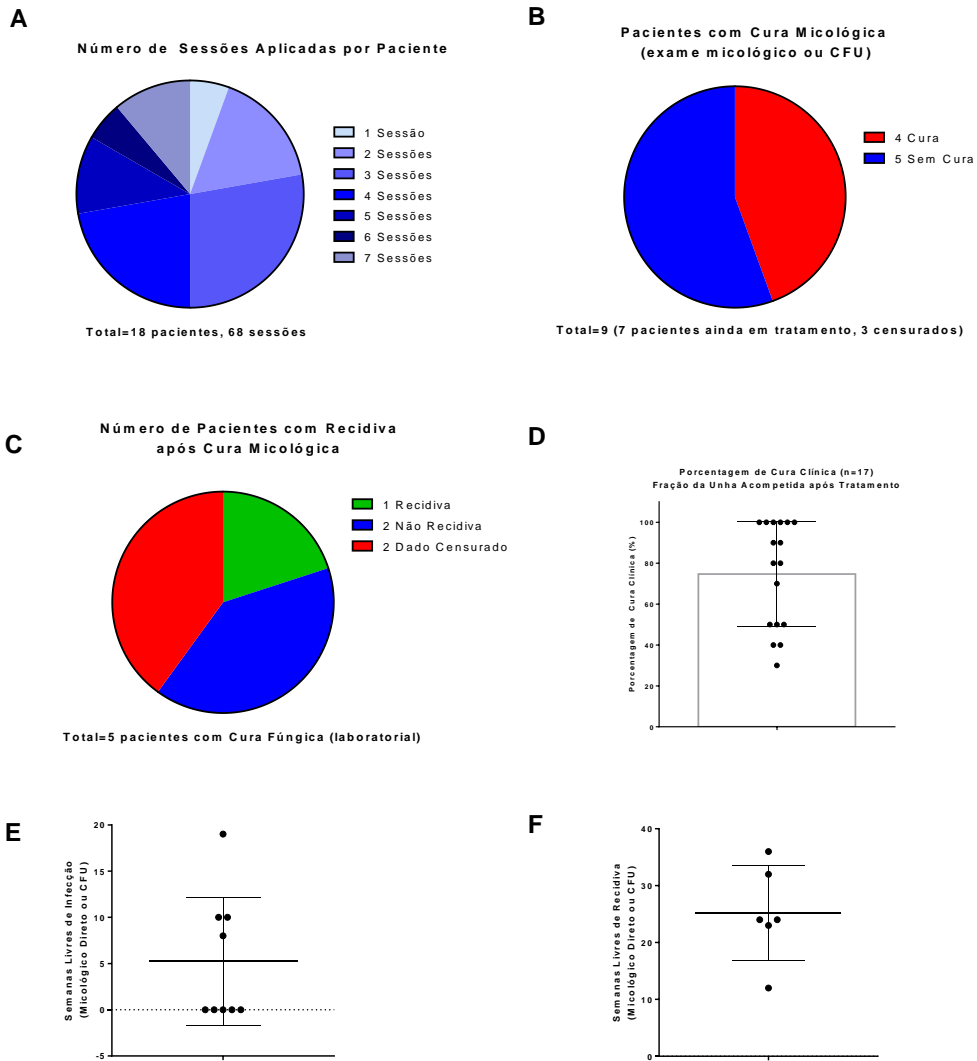 A
Número de Sessões Aplicadas por Paciente
1 Sessão
2 Sessões
3 Sessões
4 Sessões
5 Sessões
6 Sessões
7 Sessões
Total=18 pacientes, 68 sessões
B
Pacientes com Cura Micológica
(exame micológico ou CFU)
4 Cura
5 Sem Cura
Total=9 (7 pacientes ainda em tratamento, 3 censurados)
C
Número de Pacientes com Recidiva
após Cura Micológica
1 Recidiva
2 Não Recidiva
2 Dado Censurado
Total=5 pacientes com Cura Fúngica (laboratorial)
D
Porcentagem de Cura Clínica (n=17)
Fração da Unha Acompetida após Tratamento
Porcentagem de Cura Clínica (%)
100
80
60
40
20
0
E
Semanas Livres de Infecção
(Micológico Direto ou CFU)
20
15
10
5
0
-5
F
Semanas Livres de Recidiva
(Micológico Direto ou CFU)
40
30
20
10
0